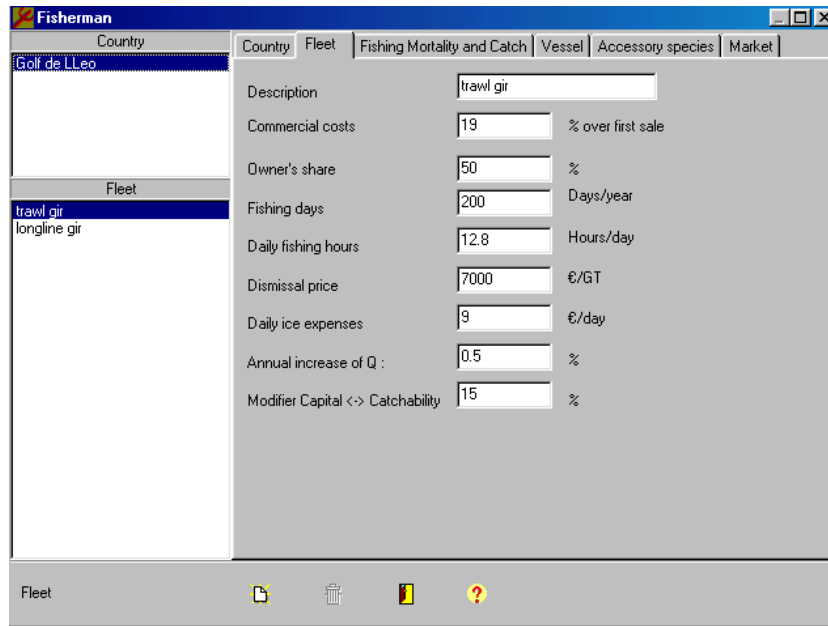 Fisherman
Country
Golf de LLeo
Fleet
trawl gir
longline gir
Country Fleet Fishing Mortality and Catch Vessel Accessory species Market
Description trawl gir
Commercial costs 19 % over first sale
Owner's share 50 %
Fishing days 200 Days/year
Daily fishing hours 12.8 Hours/day
Dismissal price 7000 €/GT
Daily ice expenses 9 €/day
Annual increase of Q : 0.5 %
Modifier Capital <-> Catchability 15 %
Fleet